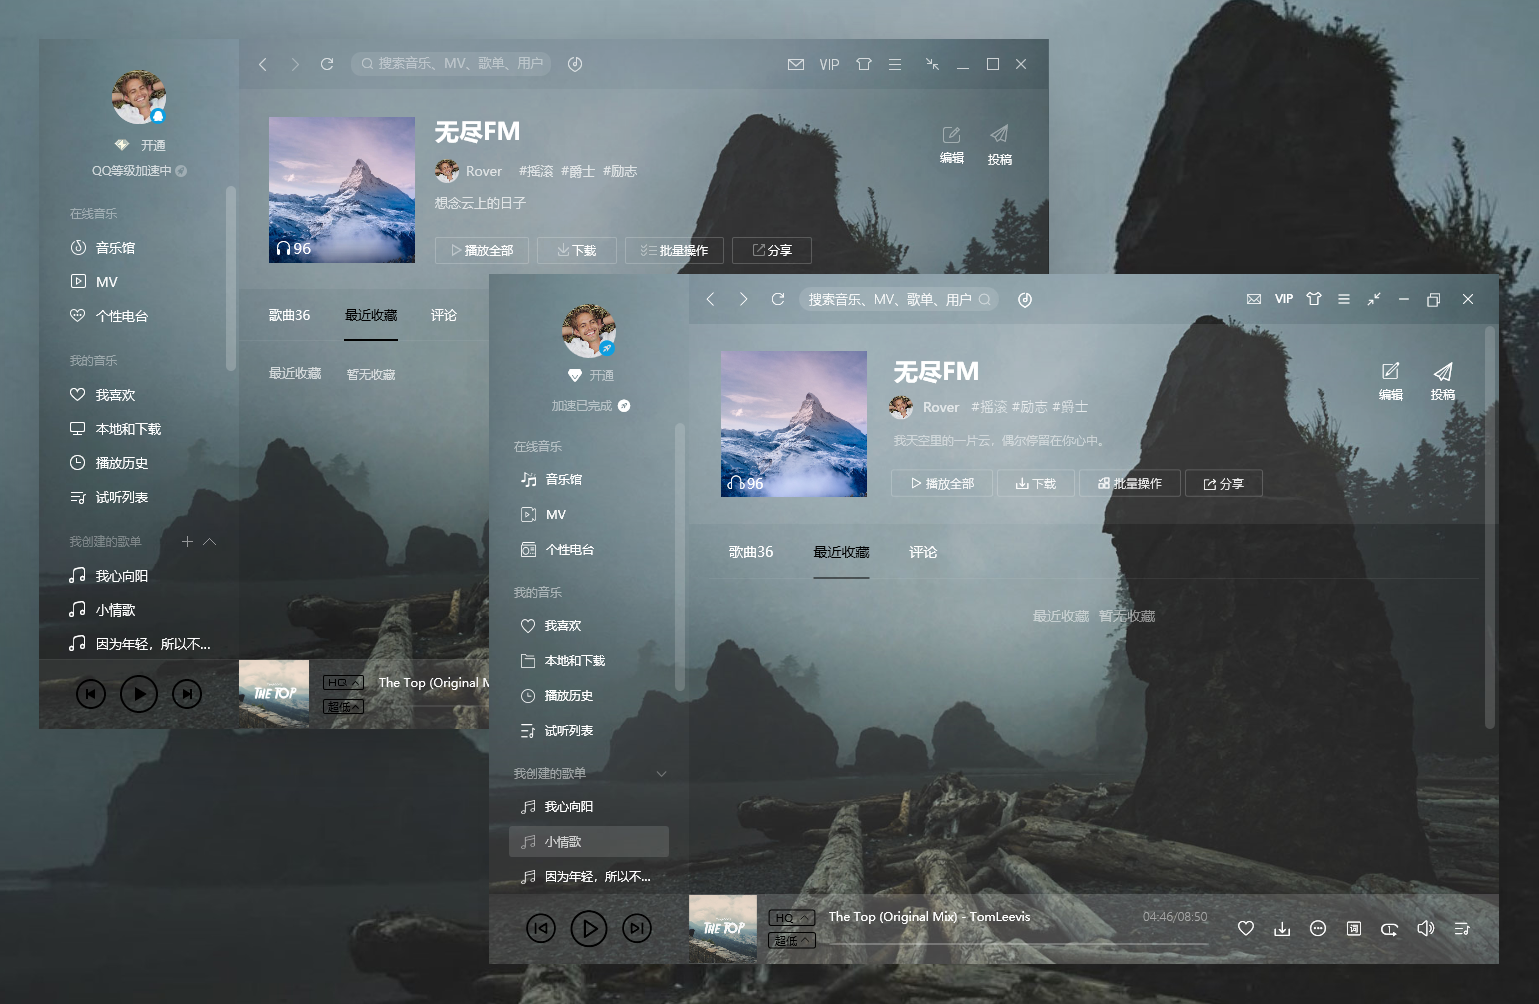 搜索音乐、MV、歌单、用户
VIP
开通
QQ等级加速中
在线音乐
音乐馆
MV
个性电台
我的音乐
我喜欢
本地和下载
播放历史
试听列表
我创建的歌单
我心向阳
小情歌
因为年轻，所以不...
96
无尽FM
Rover #摇滚 #爵士 #励志
想念云上的日子
播放全部 下载 批量操作 分享
编辑 投稿
歌曲36 最近收藏 评论
最近收藏 暂无收藏
THE TOP
HQ
超低
The Top (Original M
搜索音乐、MV、歌单、用户
VIP
开通
加速已完成
在线音乐
音乐馆
MV
个性电台
我的音乐
我喜欢
本地和下载
播放历史
试听列表
我创建的歌单
我心向阳
小情歌
因为年轻，所以不...
96
无尽FM
Rover #摇滚 #励志 #爵士
我天空里的一片云，偶尔停留在你心中。
播放全部 下载 批量操作 分享
编辑 投稿
歌曲36 最近收藏 评论
最近收藏 暂无收藏
THE TOP
HQ
超低
The Top (Original Mix) - TomLeevis
04:46/08:50
词